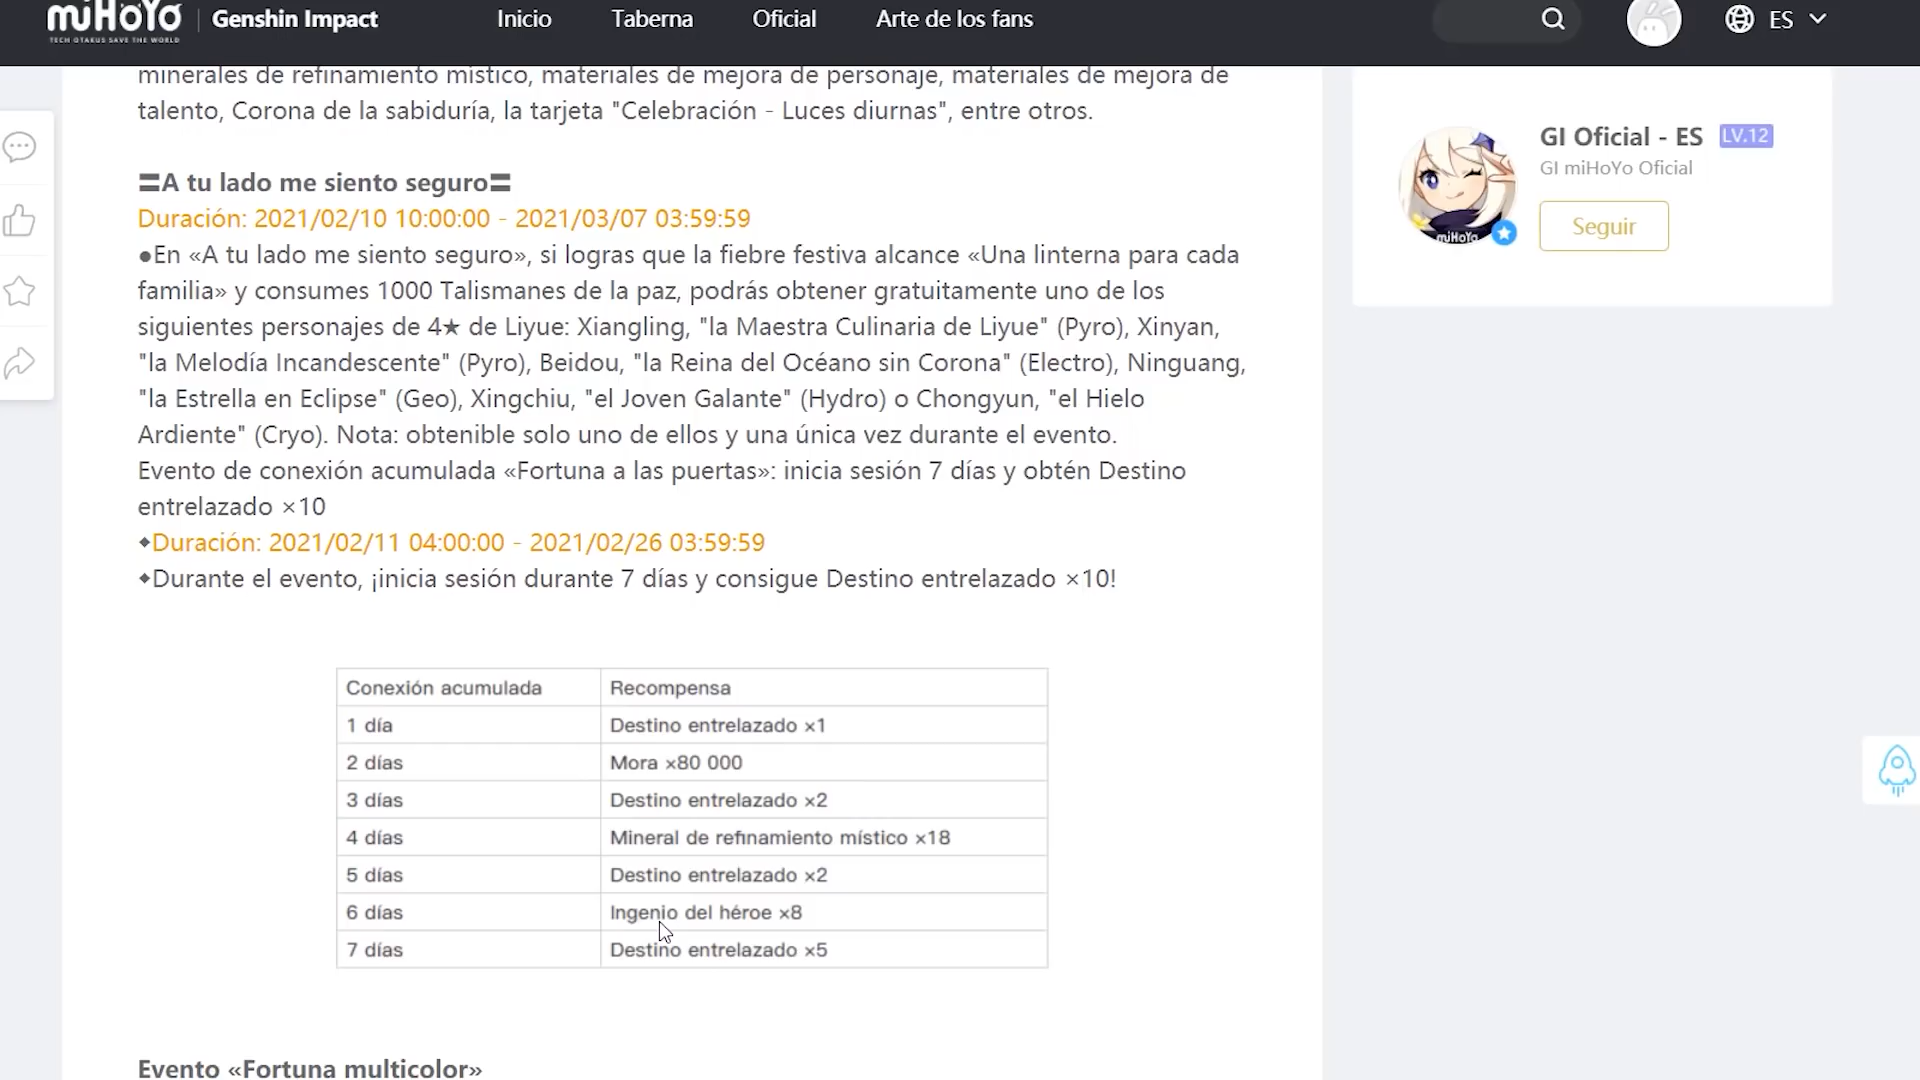 miHoYo
TECH OTAKUS SAVE THE WORLD
Genshin Impact
Inicio
Taberna
Oficial
Arte de los fans
ES
minerales de refinamiento místico, materiales de mejora de personaje, materiales de mejora de
talento, Corona de la sabiduría, la tarjeta "Celebración - Luces diurnas", entre otros.
〓A tu lado me siento seguro〓
Duración: 2021/02/10 10:00:00 - 2021/03/07 03:59:59
●En «A tu lado me siento seguro», si logras que la fiebre festiva alcance «Una linterna para cada
familia» y consumes 1000 Talismanes de la paz, podrás obtener gratuitamente uno de los
siguientes personajes de 4★ de Liyue: Xiangling, "la Maestra Culinaria de Liyue" (Pyro), Xinyan,
"la Melodía Incandescente" (Pyro), Beidou, "la Reina del Océano sin Corona" (Electro), Ninguang,
"la Estrella en Eclipse" (Geo), Xingchiu, "el Joven Galante" (Hydro) o Chongyun, "el Hielo
Ardiente" (Cryo). Nota: obtenible solo uno de ellos y una única vez durante el evento.
Evento de conexión acumulada «Fortuna a las puertas»: inicia sesión 7 días y obtén Destino
entrelazado ×10
◆Duración: 2021/02/11 04:00:00 - 2021/02/26 03:59:59
◆Durante el evento, ¡inicia sesión durante 7 días y consigue Destino entrelazado ×10!
Conexión acumulada Recompensa
1 día Destino entrelazado ×1
2 días Mora ×80 000
3 días Destino entrelazado ×2
4 días Mineral de refinamiento místico ×18
5 días Destino entrelazado ×2
6 días Ingenio del héroe ×8
7 días Destino entrelazado ×5
Evento «Fortuna multicolor»
GI Oficial - ES LV.12
GI miHoYo Oficial
Seguir
miHoYo